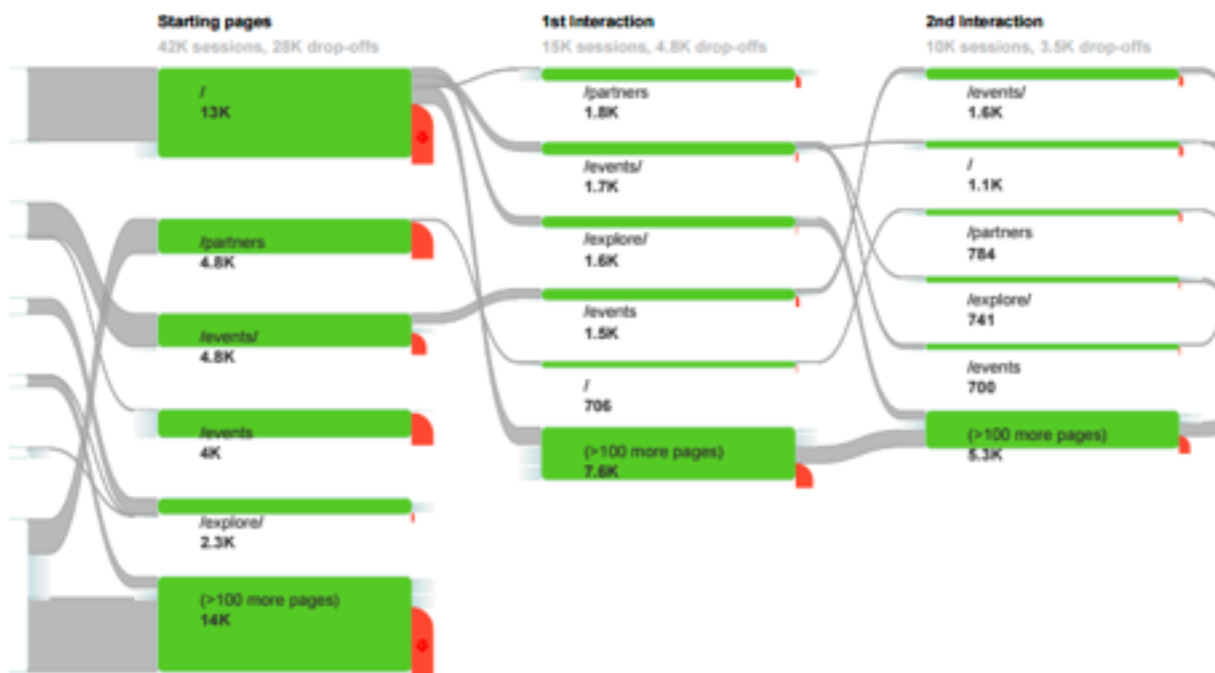 Starting pages
42K sessions, 28K drop-offs
/
13K
/partners
4.8K
/events/
4.8K
/events
4K
/explore/
2.3K
(>100 more pages)
14K
1st Interaction
15K sessions, 4.8K drop-offs
/partners
1.8K
/events/
1.7K
/explore/
1.6K
/events
1.5K
/
706
(>100 more pages)
7.6K
2nd Interaction
10K sessions, 3.5K drop-offs
/events/
1.6K
/
1.1K
/partners
784
/explore/
741
/events
700
(>100 more pages)
5.3K